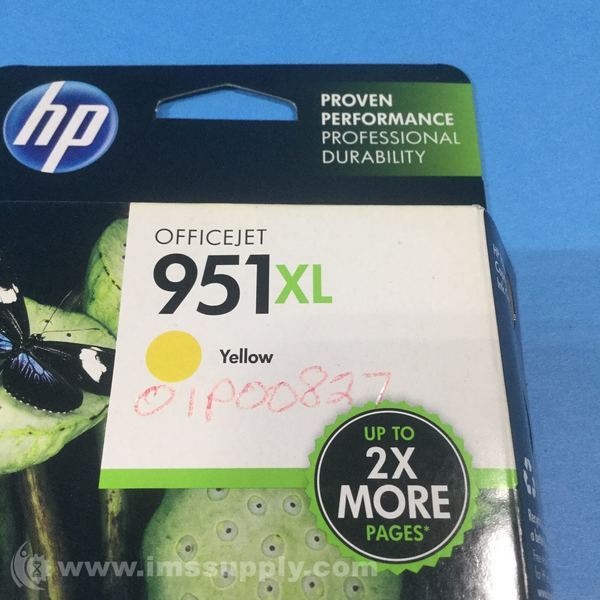 hp
PROVEN
PERFORMANCE
PROFESSIONAL
DURABILITY
OFFICEJET
951XL
Yellow
01P00827
UP TO
2X
MORE
PAGES*
www.imssupply.com